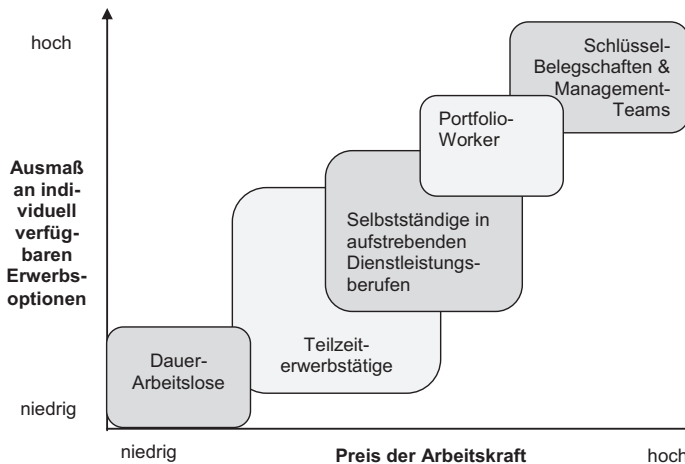 hoch
Schlüssel-
Belegschaften &
Management-
Teams
Portfolio-
Worker
Ausmaß
an indi-
viduell
verfüg-
baren
Erwerbs-
optionen
Selbstständige in
aufstrebenden
Dienstleistungs-
berufen
Teilzeit-
erwerbstätige
Dauer-
Arbeitslose
niedrig
niedrig
Preis der Arbeitskraft
hoch